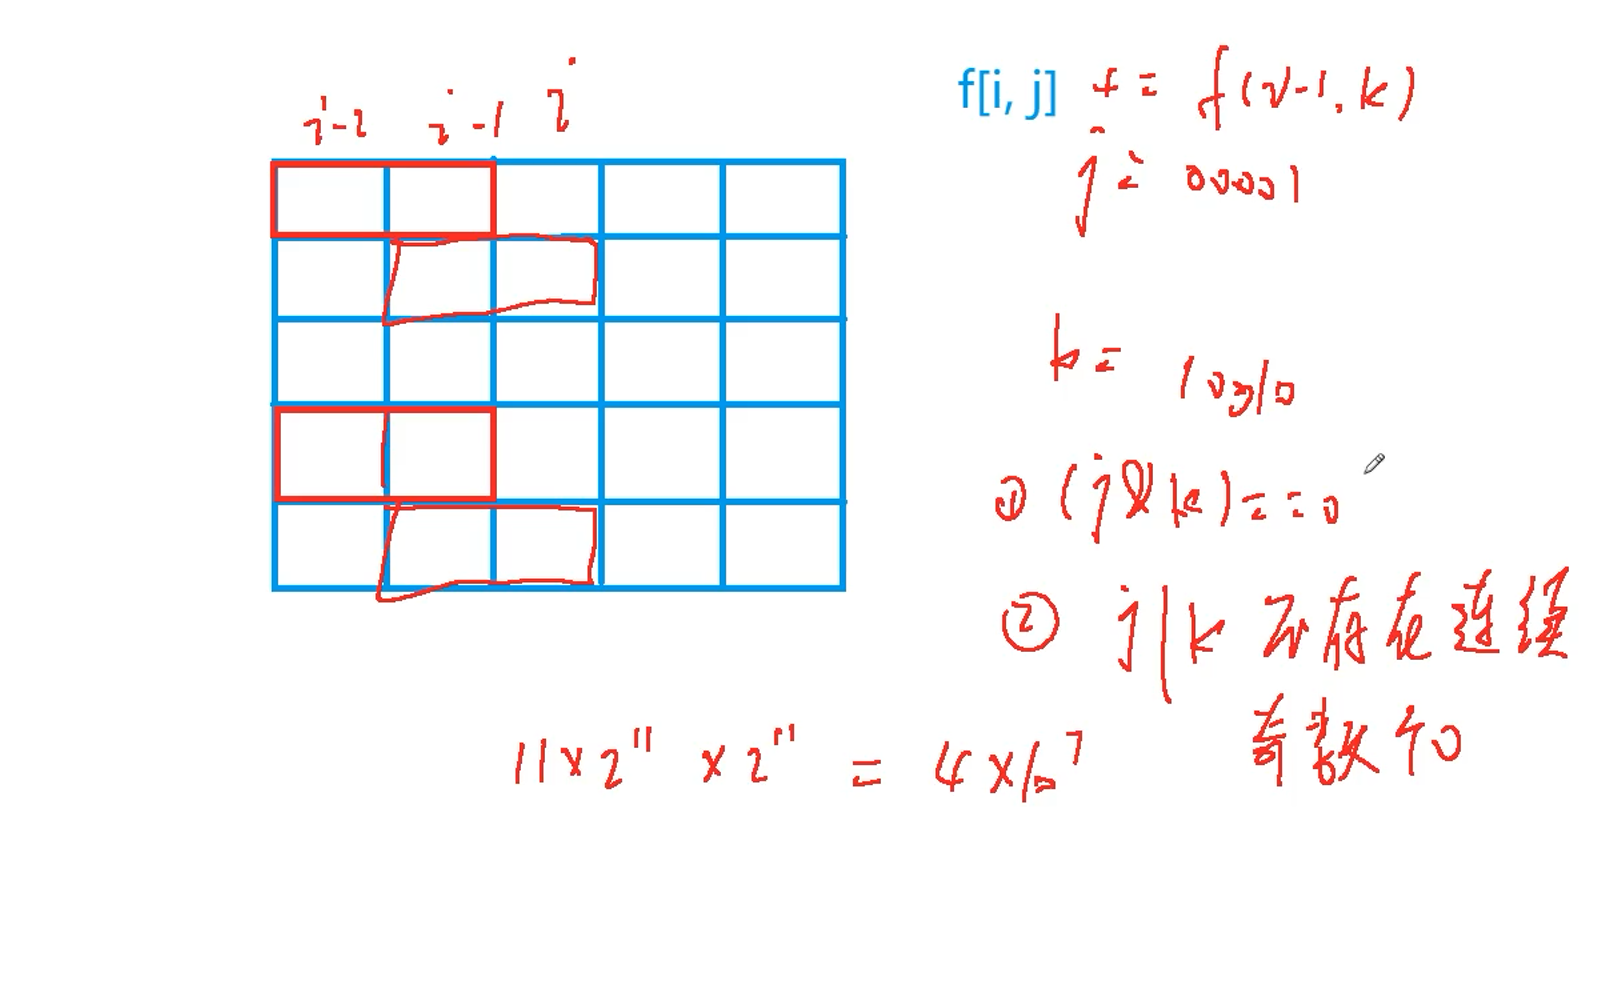 i-2 i-1 i
f[i, j] += f(i-1, k)
j = 00001
k = 10010
① (j & k) == 0
② j|k 不存在连续
奇数个0
11×2¹¹ ×2¹¹ = 4×10⁷